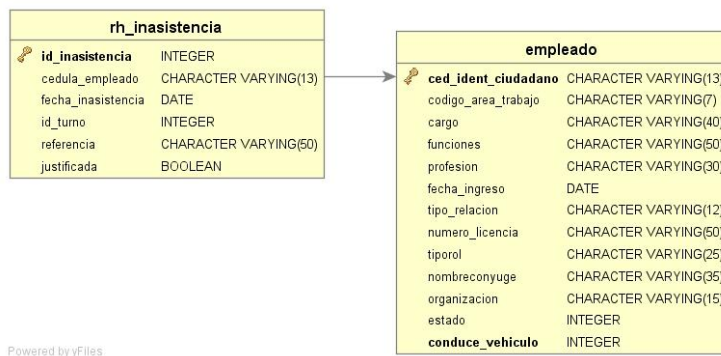 rh_inasistencia
id_inasistencia INTEGER
cedula_empleado CHARACTER VARYING(13)
fecha_inasistencia DATE
id_turno INTEGER
referencia CHARACTER VARYING(50)
justificada BOOLEAN
empleado
ced_ident_ciudadano CHARACTER VARYING(13)
codigo_area_trabajo CHARACTER VARYING(7)
cargo CHARACTER VARYING(40)
funciones CHARACTER VARYING(50)
profesion CHARACTER VARYING(30)
fecha_ingreso DATE
tipo_relacion CHARACTER VARYING(12)
numero_licencia CHARACTER VARYING(50)
tiporol CHARACTER VARYING(25)
nombreconyuge CHARACTER VARYING(35)
organizacion CHARACTER VARYING(15)
estado INTEGER
conduce_vehiculo INTEGER
Powered by yFiles